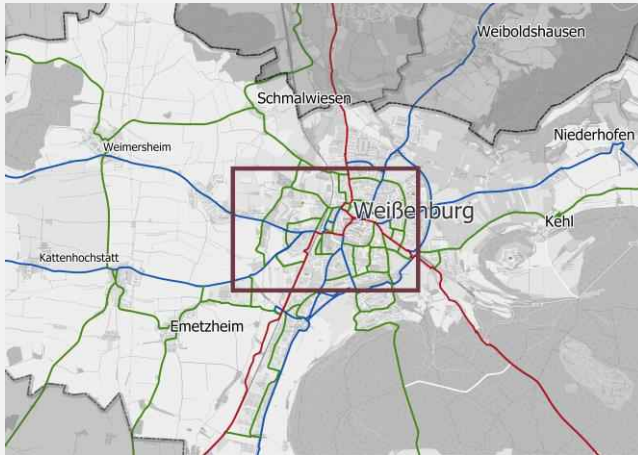 Weiboldshausen
Schmalwiesen
Niederhofen
Weimersheim
Weißenburg
Kehl
Kattenhochstatt
Emetzheim